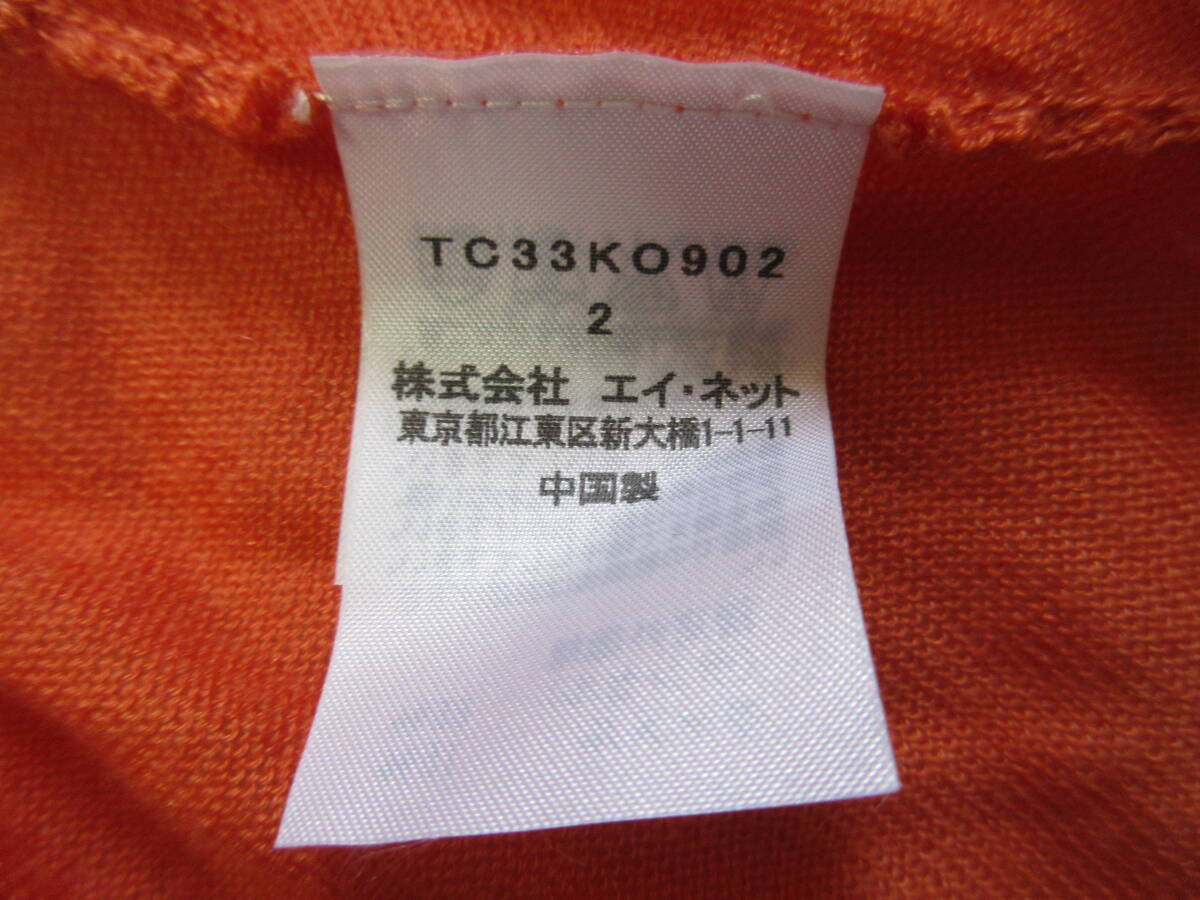 TC33KO902
2
株式会社 エイ・ネット
東京都江東区新大橋1-1-11
中国製